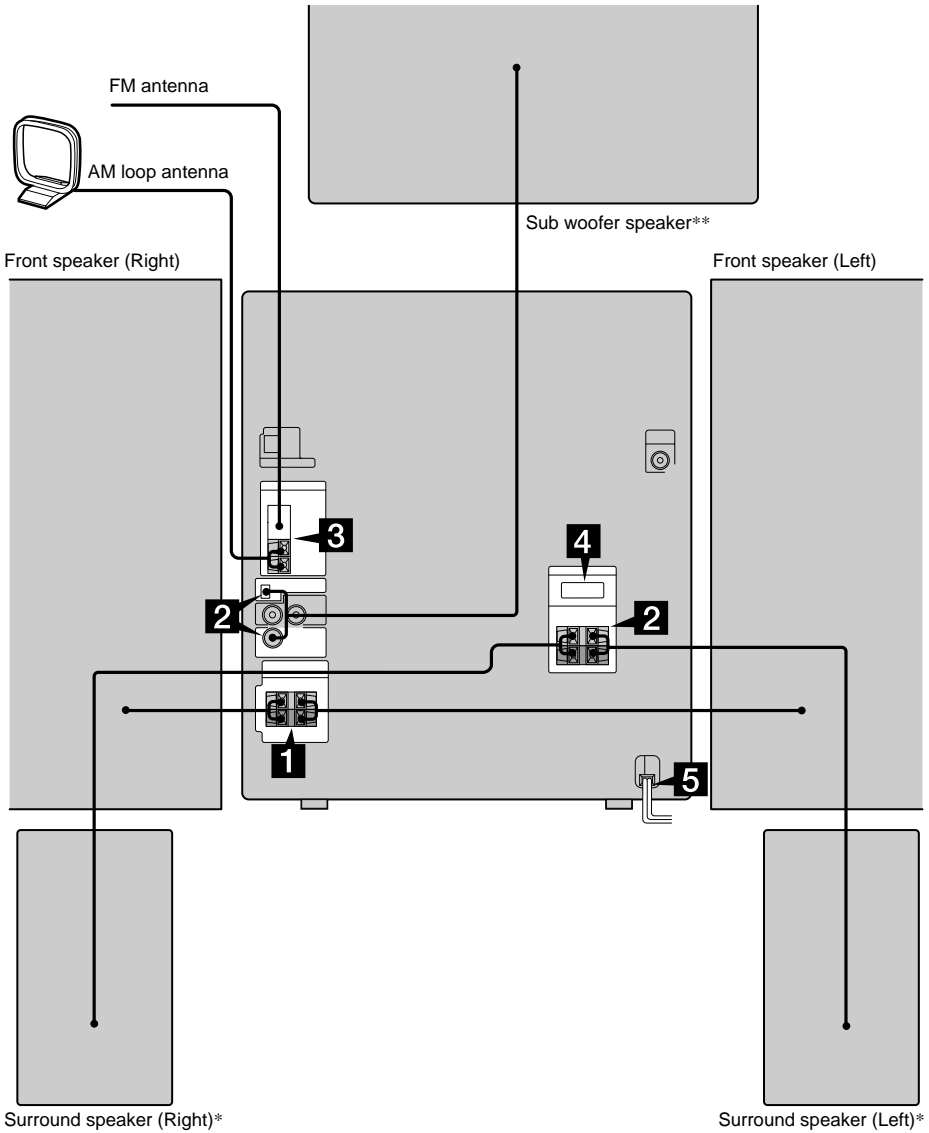 FM antenna
AM loop antenna
Sub woofer speaker**
Front speaker (Right)
Front speaker (Left)
3
4
2
2
1
5
Surround speaker (Right)*
Surround speaker (Left)*